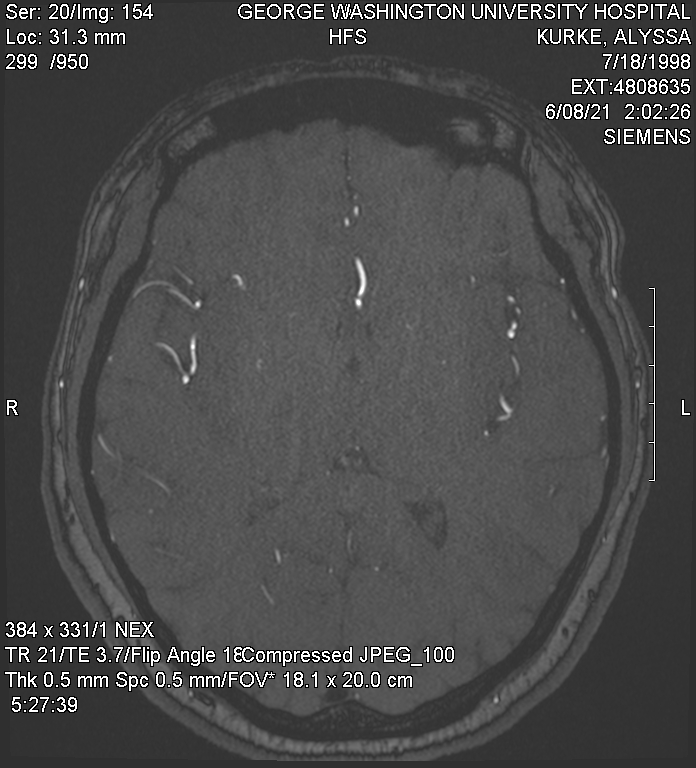 Ser: 20/Img: 154
Loc: 31.3 mm
299 /950
HFS
GEORGE WASHINGTON UNIVERSITY HOSPITAL
KURKE, ALYSSA
7/18/1998
EXT:4808635
6/08/21 2:02:26
SIEMENS
R
L
384 x 331/1 NEX
TR 21/TE 3.7/Flip Angle 18Compressed JPEG_100
Thk 0.5 mm Spc 0.5 mm/FOV* 18.1 x 20.0 cm
5:27:39